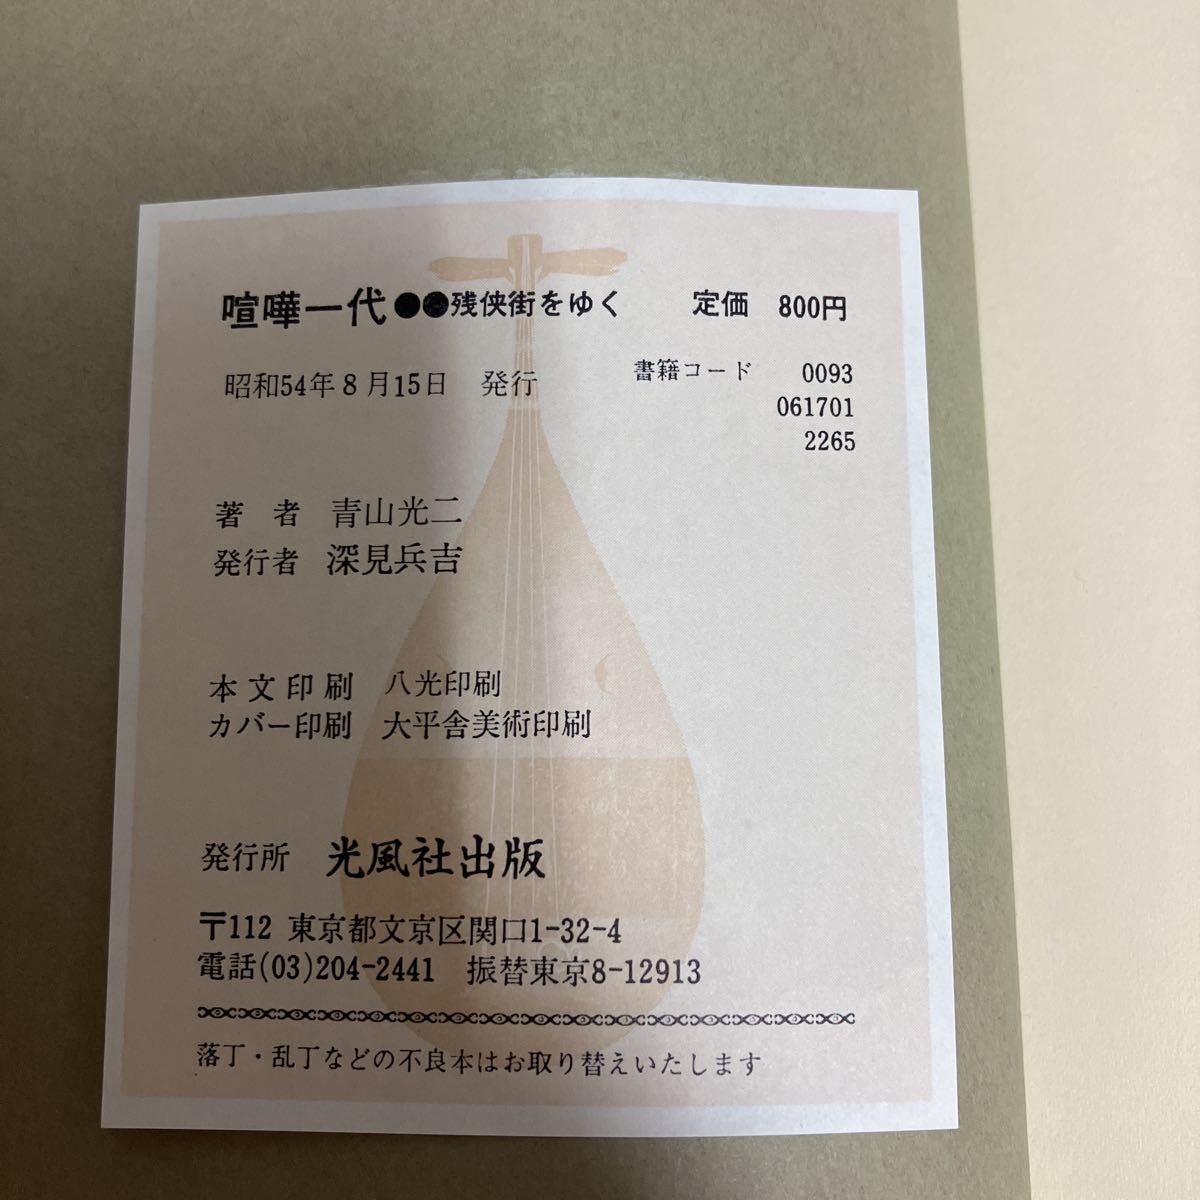 喧嘩一代●●残侠街をゆく 定価 800円
昭和54年8月15日 発行
書籍コード 0093
061701
2265
著者 青山光二
発行者 深見兵吉
本文印刷 八光印刷
カバー印刷 大平舎美術印刷
発行所 光風社出版
〒112 東京都文京区関口1-32-4
電話(03)204-2441 振替東京8-12913
落丁・乱丁などの不良本はお取り替えいたします